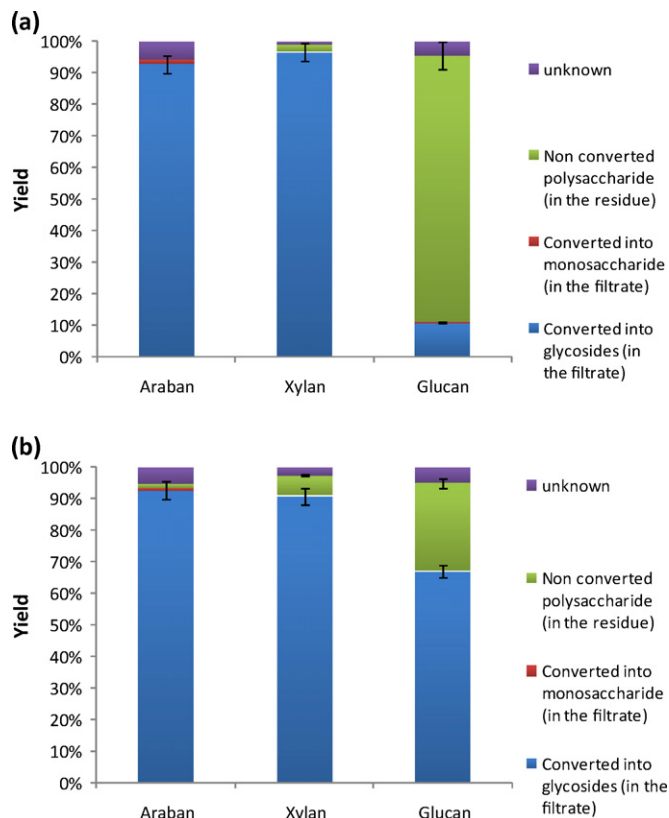 (a)
100%
90%
80%
70%
60%
50%
40%
30%
20%
10%
0%
Yield
Araban
Xylan
Glucan
unknown
Non converted
polysaccharide
(in the residue)
Converted into
monosaccharide
(in the filtrate)
Converted into
glycosides (in
the filtrate)
(b)
100%
90%
80%
70%
60%
50%
40%
30%
20%
10%
0%
Yield
Araban
Xylan
Glucan
unknown
Non converted
polysaccharide
(in the residue)
Converted into
monosaccharide
(in the filtrate)
Converted into
glycosides (in the
filtrate)